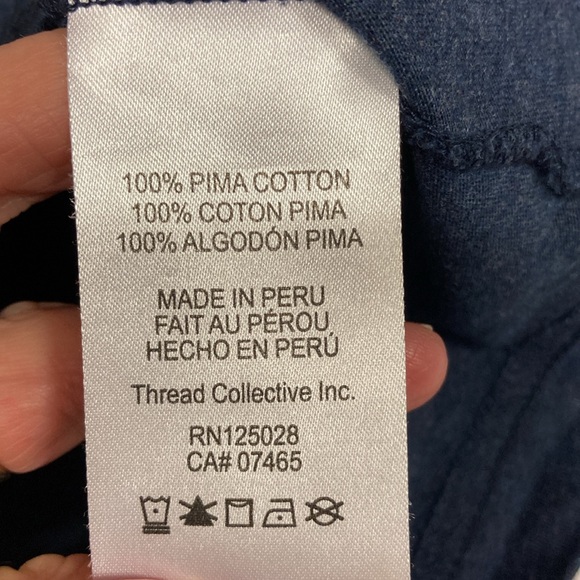 100% PIMA COTTON
100% COTON PIMA
100% ALGODÓN PIMA
MADE IN PERU
FAIT AU PÉROU
HECHO EN PERÚ
Thread Collective Inc.
RN125028
CA# 07465